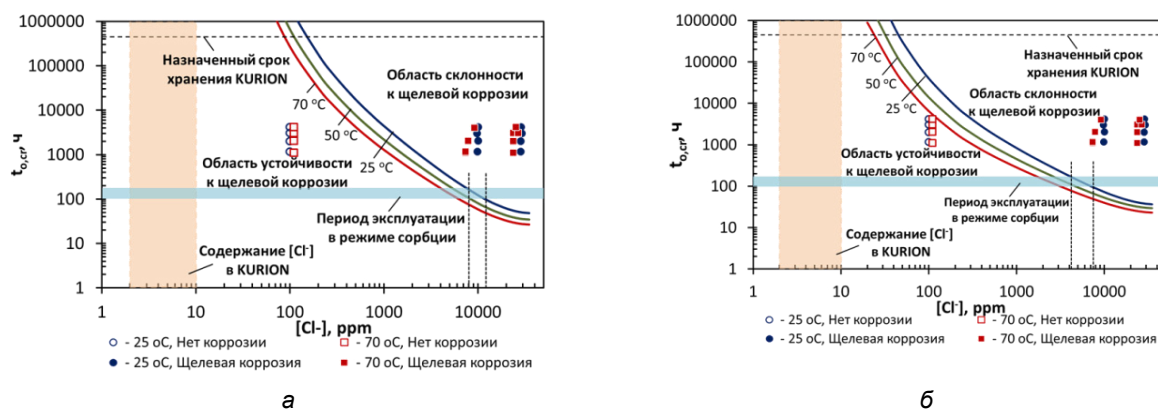 1000000
100000
10000
1000
100
10
1
t₀,cr, ч
Назначенный срок
хранения KURION
Область склонности
к щелевой коррозии
70 °C
50 °C
25 °C
Область устойчивости
к щелевой коррозии
Период эксплуатации
в режиме сорбции
Содержание [Cl-]
в KURION
1 10 100 1000 10000
[Cl-], ppm
- 25 оС, Нет коррозии
- 70 оС, Нет коррозии
- 25 оС, Щелевая коррозия
- 70 оС, Щелевая коррозия
а
1000000
100000
10000
1000
100
10
1
t₀,cr, ч
Назначенный срок
хранения KURION
70 °C
50 °C
25 °C
Область склонности
к щелевой коррозии
Область устойчивости
к щелевой коррозии
Период эксплуатации
в режиме сорбции
Содержание [Cl-]
в KURION
1 10 100 1000 10000
[Cl-], ppm
- 25 оС, Нет коррозии
- 70 оС, Нет коррозии
- 25 оС, Щелевая коррозия
- 70 оС, Щелевая коррозия
б